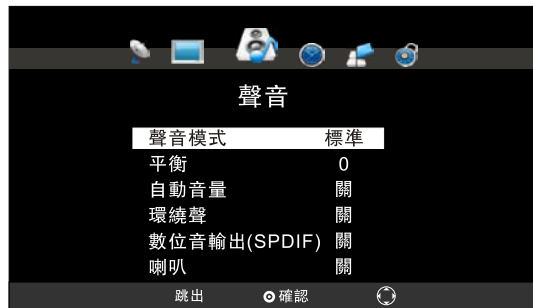 聲音
聲音模式 標準
平衡 0
自動音量 關
環繞聲 關
數位音輸出(SPDIF) 關
喇叭 關
跳出 確認